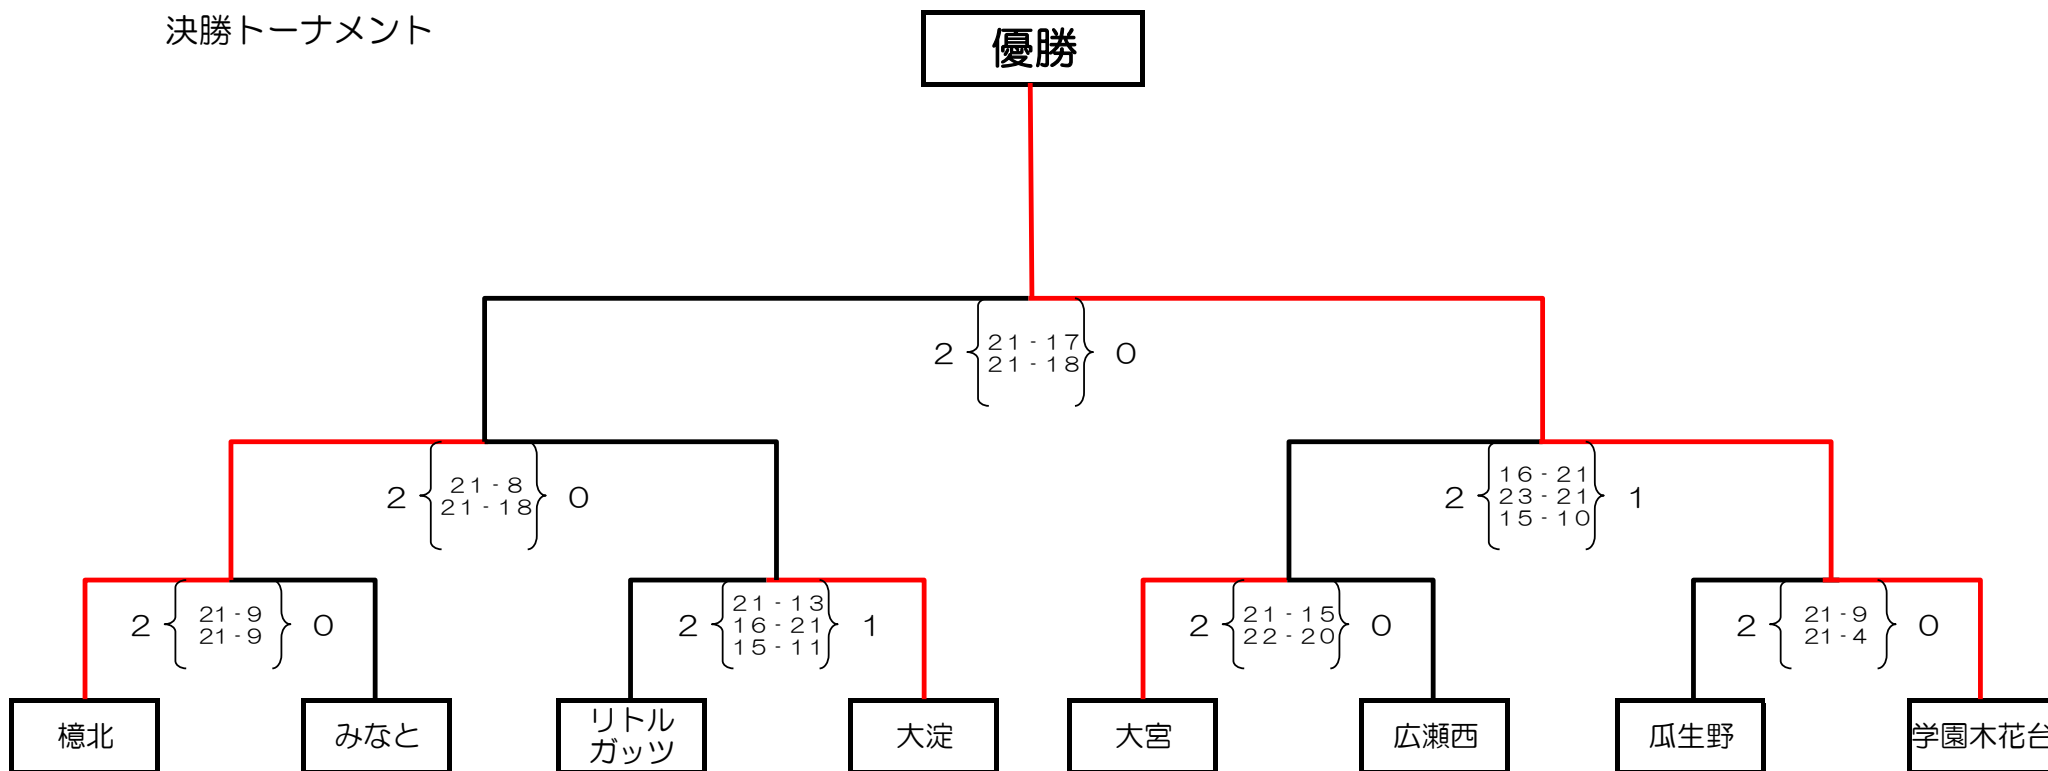 決勝トーナメント
優勝
2 21-17 0
21-18
2 21-8 0
21-18
2 16-21 1
23-21
15-10
2 21-9 0
21-9
2 21-13 1
16-21
15-11
2 21-15 0
22-20
2 21-9 0
21-4
檍北
みなと
リトル
ガッツ
大淀
大宮
広瀬西
瓜生野
学園木花台